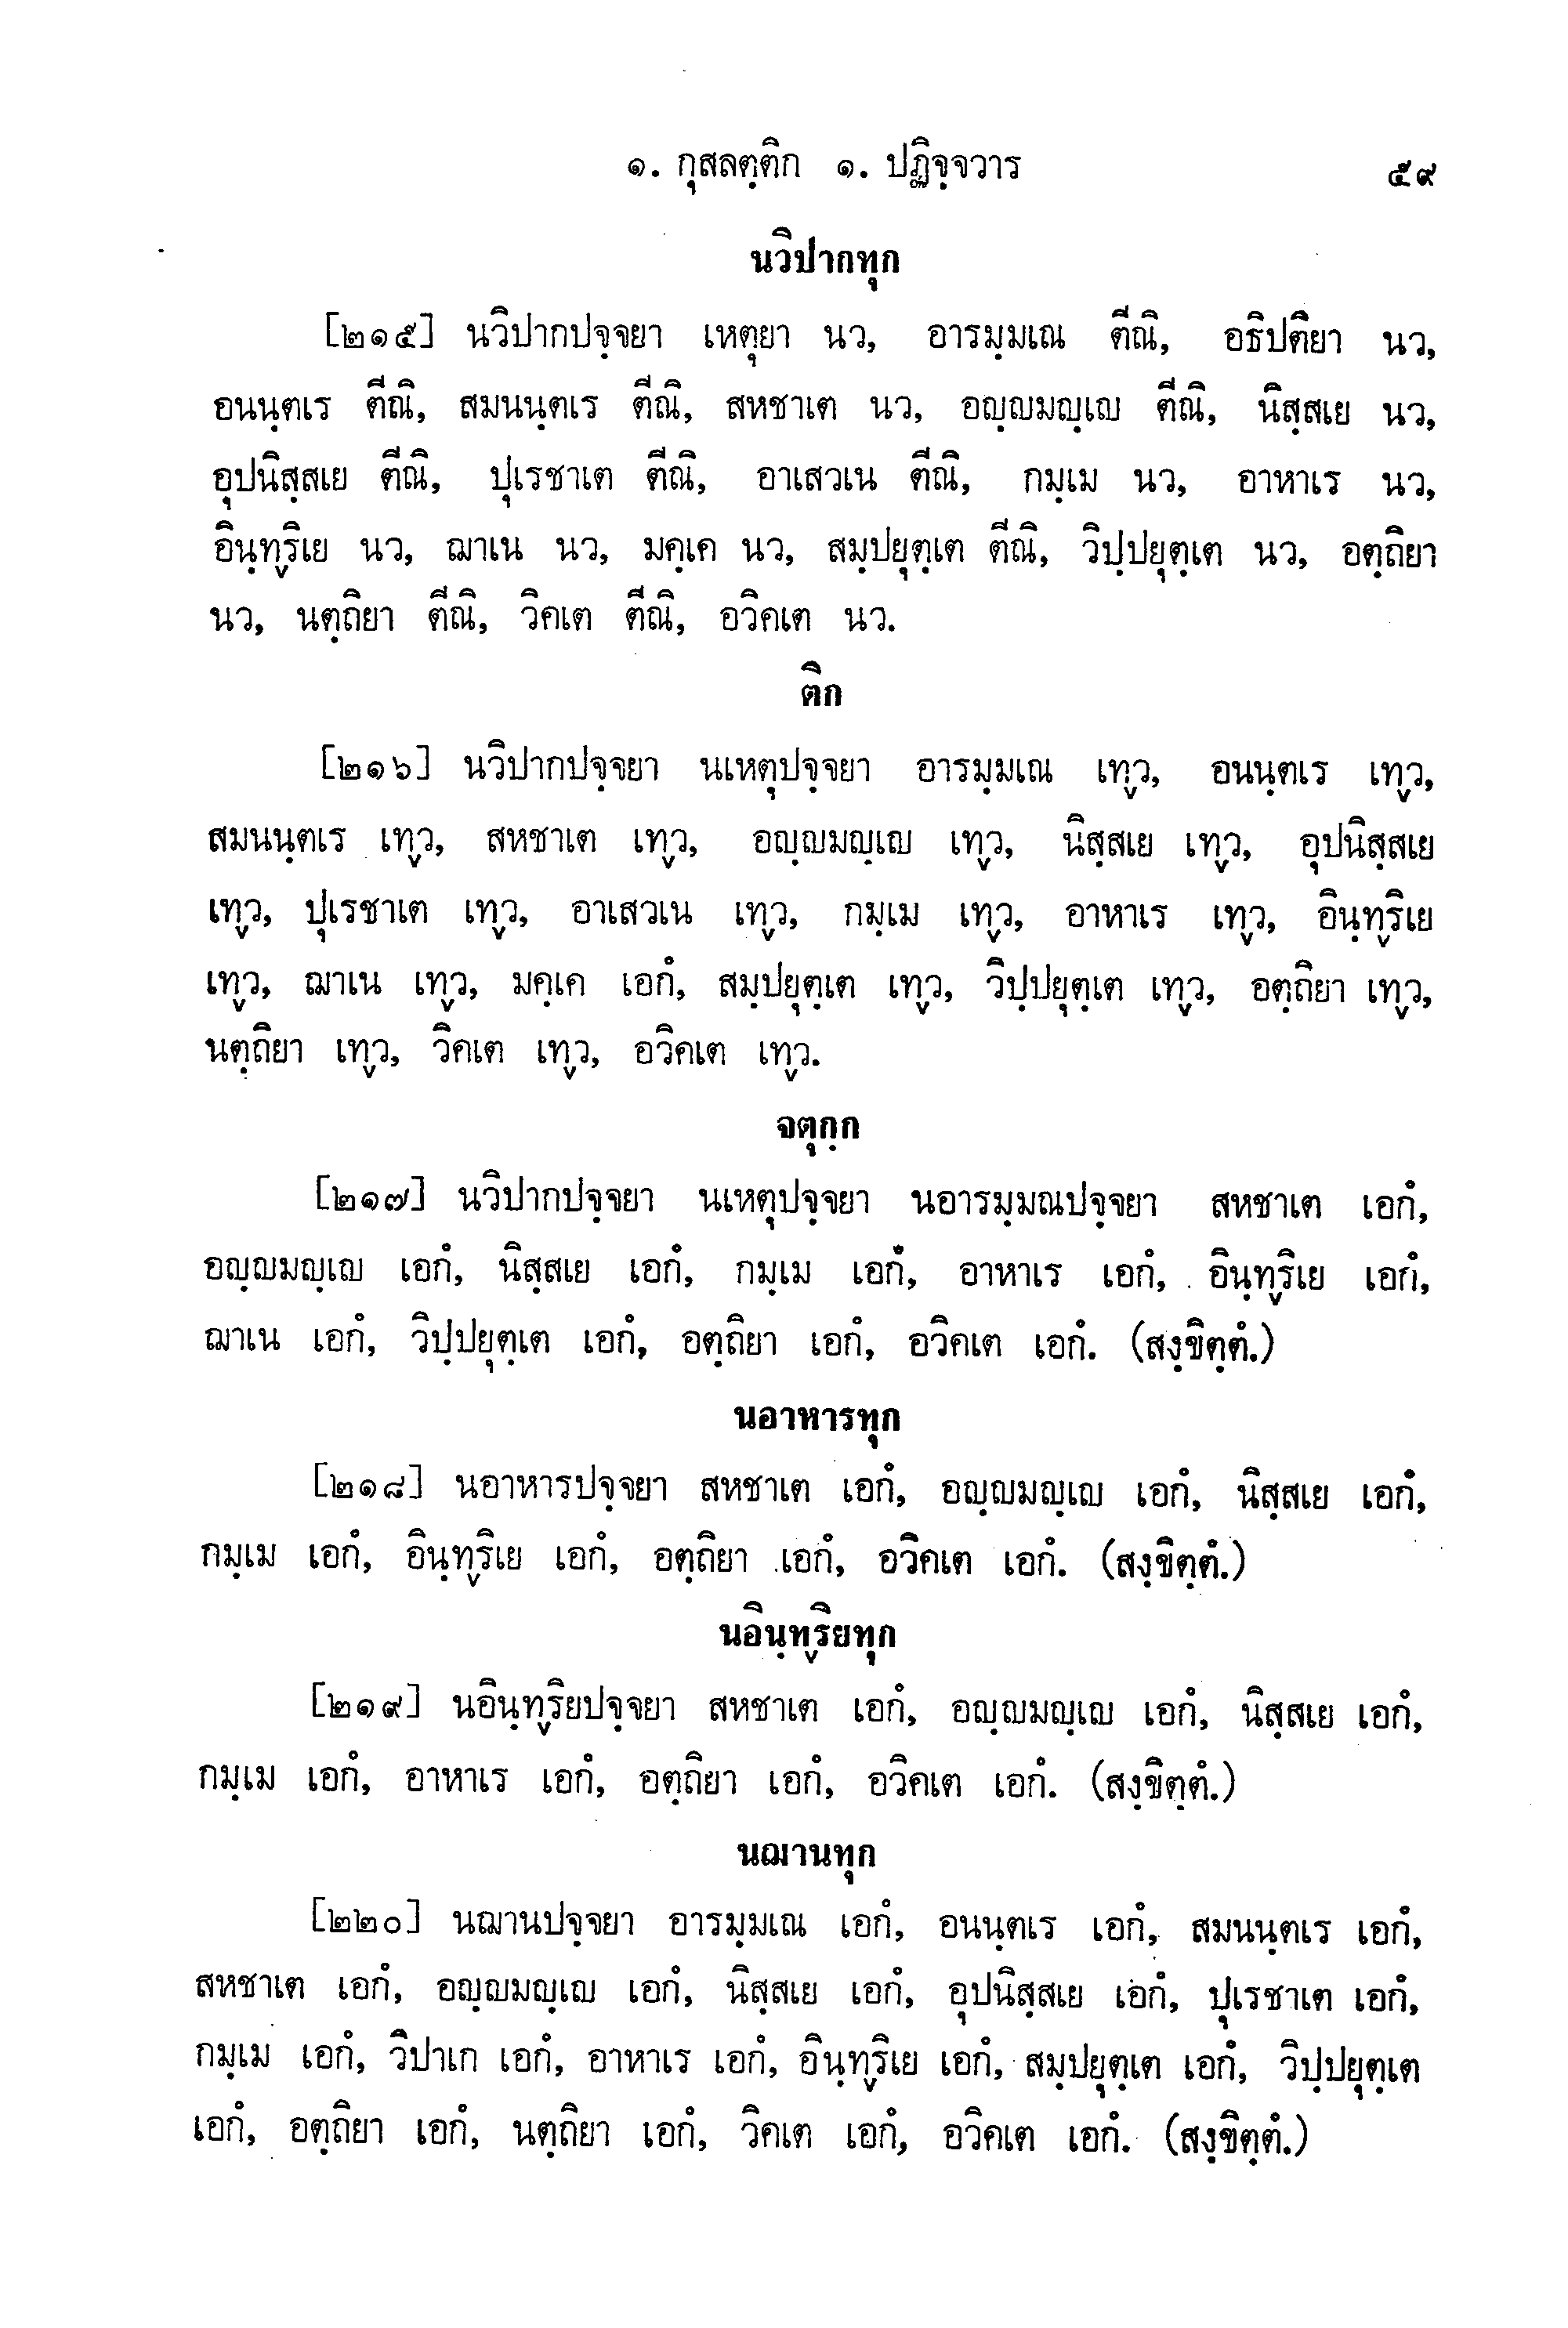 ๑. กุสลตฺติก ๑. ปฏิจฺจวาร ๕๙
นวิปากทุก
[๒๑๕] นวิปากปจฺจยา เหตุยา นว, อารมฺมเณ ตีณิ, อธิปติยา นว,
อนนฺตเร ตีณิ, สมนนฺตเร ตีณิ, สหชาเต นว, อญฺญมญฺเญ ตีณิ, นิสฺสเย นว,
อุปนิสฺสเย ตีณิ, ปุเรชาเต ตีณิ, อาเสวเน ตีณิ, กมฺเม นว, อาหาเร นว,
อินฺทฺริเย นว, ฌาเน นว, มคฺเค นว, สมฺปยุตฺเต ตีณิ, วิปฺปยุตฺเต นว, อตฺถิยา
นว, นตฺถิยา ตีณิ, วิคเต ตีณิ, อวิคเต นว.
ติก
[๒๑๖] นวิปากปจฺจยา นเหตุปจฺจยา อารมฺมเณ เทฺว, อนนฺตเร เทฺว,
สมนนฺตเร เทฺว, สหชาเต เทฺว, อญฺญมญฺเญ เทฺว, นิสฺสเย เทฺว, อุปนิสฺสเย
เทฺว, ปุเรชาเต เทฺว, อาเสวเน เทฺว, กมฺเม เทฺว, อาหาเร เทฺว, อินฺทฺริเย
เทฺว, ฌาเน เทฺว, มคฺเค เอกํ, สมฺปยุตฺเต เทฺว, วิปฺปยุตฺเต เทฺว, อตฺถิยา เทฺว,
นตฺถิยา เทฺว, วิคเต เทฺว, อวิคเต เทฺว.
จตุกฺก
[๒๑๗] นวิปากปจฺจยา นเหตุปจฺจยา นอารมฺมณปจฺจยา สหชาเต เอกํ,
อญฺญมญฺเญ เอกํ, นิสฺสเย เอกํ, กมฺเม เอกํ, อาหาเร เอกํ, อินฺทฺริเย เอกํ,
ฌาเน เอกํ, วิปฺปยุตฺเต เอกํ, อตฺถิยา เอกํ, อวิคเต เอกํ. (สงฺขิตฺตํ.)
นอาหารทุก
[๒๑๘] นอาหารปจฺจยา สหชาเต เอกํ, อญฺญมญฺเญ เอกํ, นิสฺสเย เอกํ,
กมฺเม เอกํ, อินฺทฺริเย เอกํ, อตฺถิยา เอกํ, อวิคเต เอกํ. (สงฺขิตฺตํ.)
นอินฺทฺริยทุก
[๒๑๙] นอินฺทฺริยปจฺจยา สหชาเต เอกํ, อญฺญมญฺเญ เอกํ, นิสฺสเย เอกํ,
กมฺเม เอกํ, อาหาเร เอกํ, อตฺถิยา เอกํ, อวิคเต เอกํ. (สงฺขิตฺตํ.)
นฌานทุก
[๒๒๐] นฌานปจฺจยา อารมฺมเณ เอกํ, อนนฺตเร เอกํ, สมนนฺตเร เอกํ,
สหชาเต เอกํ, อญฺญมญฺเญ เอกํ, นิสฺสเย เอกํ, อุปนิสฺสเย เอกํ, ปุเรชาเต เอกํ,
กมฺเม เอกํ, วิปาเก เอกํ, อาหาเร เอกํ, อินฺทฺริเย เอกํ, สมฺปยุตฺเต เอกํ, วิปฺปยุตฺเต
เอกํ, อตฺถิยา เอกํ, นตฺถิยา เอกํ, วิคเต เอกํ, อวิคเต เอกํ. (สงฺขิตฺตํ.)